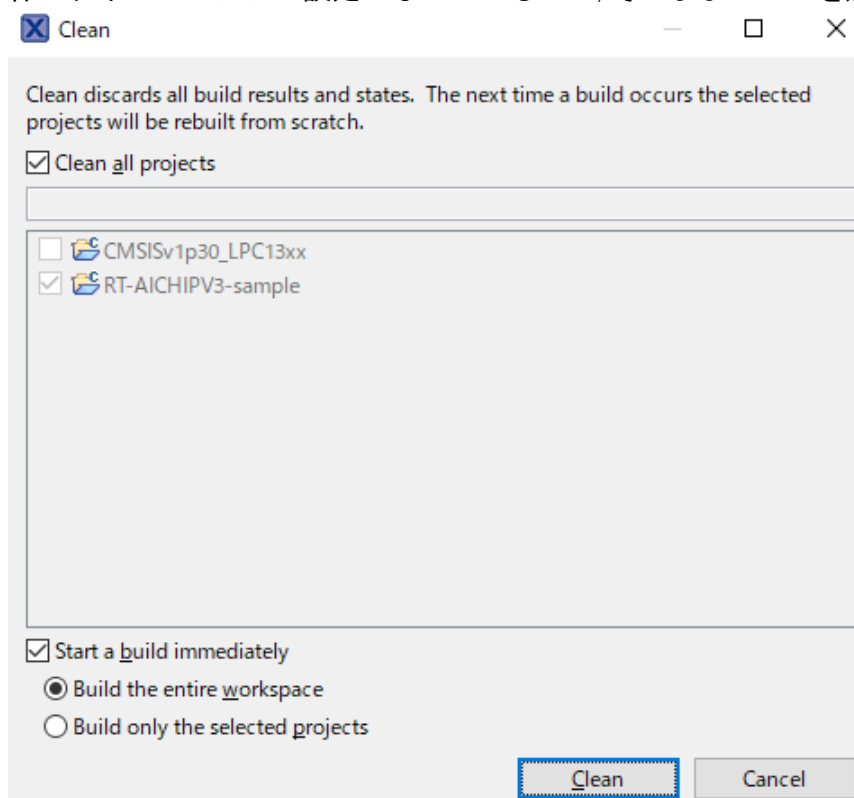 Clean
Clean discards all build results and states. The next time a build occurs the selected
projects will be rebuilt from scratch.
Clean all projects
CMSISv1p30_LPC13xx
RT-AICHIPV3-sample
Start a build immediately
Build the entire workspace
Build only the selected projects
Clean
Cancel